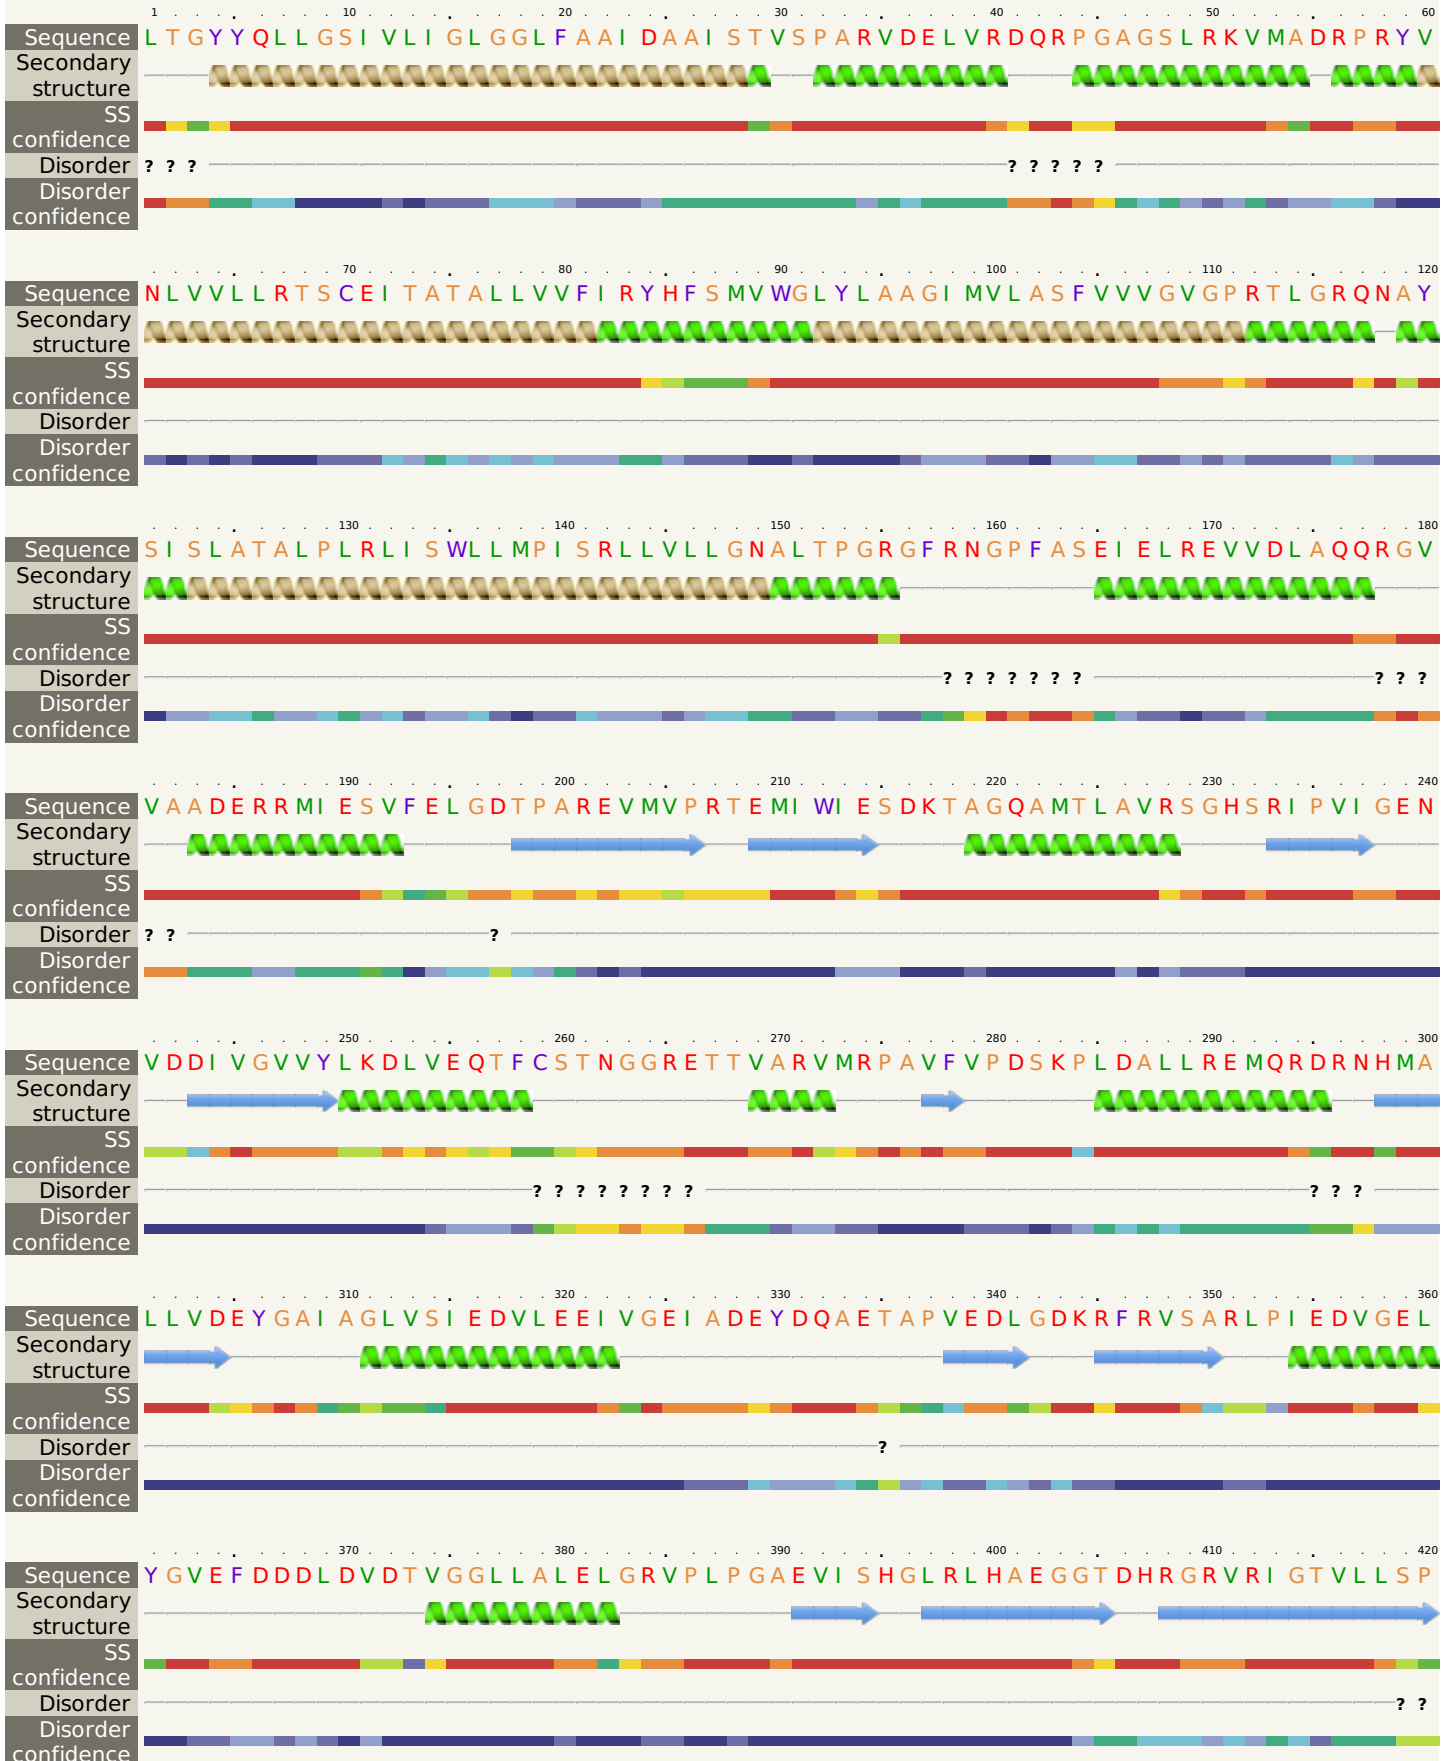 1 10 20 30 40 50 60
Sequence LTGYYQLLGSIVLIGLGGLFAAIDAAISTVSPARVDELVRDQRPGAGSLRKVMADRPRYV
Secondary
structure
SS
confidence
Disorder ? ? ? ? ? ? ? ?
Disorder
confidence
70 80 90 100 110 120
Sequence NLVVLLRTSCEITATALLVVFIRYHFSMVWGLYLAAGIMVLASFVVVGVGPRTLGRQNAY
Secondary
structure
SS
confidence
Disorder
Disorder
confidence
130 140 150 160 170 180
Sequence SISLATALPLRLISWLLMPISRLLVLLGNALTPGRGFRNGPFASEIELREVVDLAQQRGV
Secondary
structure
SS
confidence
Disorder ? ? ? ? ? ? ? ? ? ?
Disorder
confidence
190 200 210 220 230 240
Sequence VAADERRMIESVFELGDTPAREVMVPRTEMIWIESDKTAGQAMTLAVRSGHSRIPVIGEN
Secondary
structure
SS
confidence
Disorder ? ? ?
Disorder
confidence
250 260 270 280 290 300
Sequence VDDIVGVVYLKDLVEQTFCSTNGGRETTVARVMRPAVFVPDSKPLDALLREMQRDRNHMA
Secondary
structure
SS
confidence
Disorder ? ? ? ? ? ? ? ? ? ? ?
Disorder
confidence
310 320 330 340 350 360
Sequence LLVDEYGAIAGLVSIEDVLEEIVGEIADEYDQAETAPVEDLGDKRFRVSARLPIEDVGEL
Secondary
structure
SS
confidence
Disorder ?
Disorder
confidence
370 380 390 400 410 420
Sequence YGVEFDDDLDVDTVGGLLALELGRVPLPGAEVISHGLRLHAEGGTDHRGRVRIGTVLLSP
Secondary
structure
SS
confidence
Disorder ? ?
Disorder
confidence